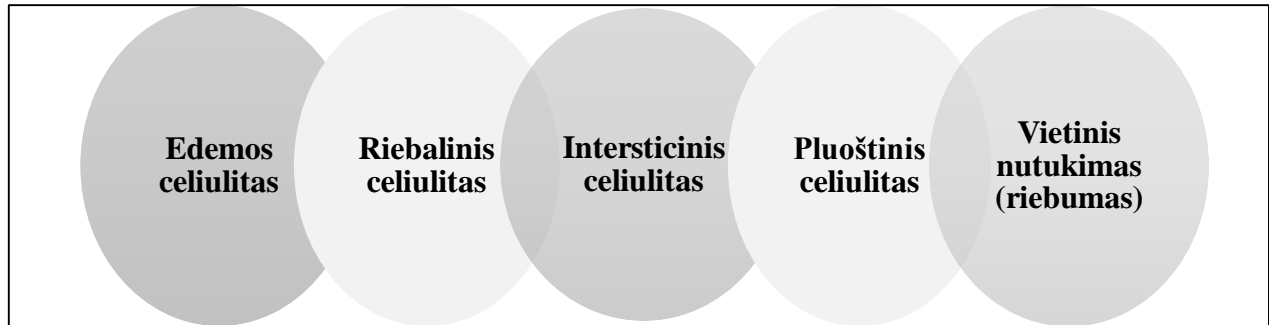 Edemos
celiulitas
Riebalinis
celiulitas
Intersticinis
celiulitas
Pluoštinis
celiulitas
Vietinis
nutukimas
(riebumas)